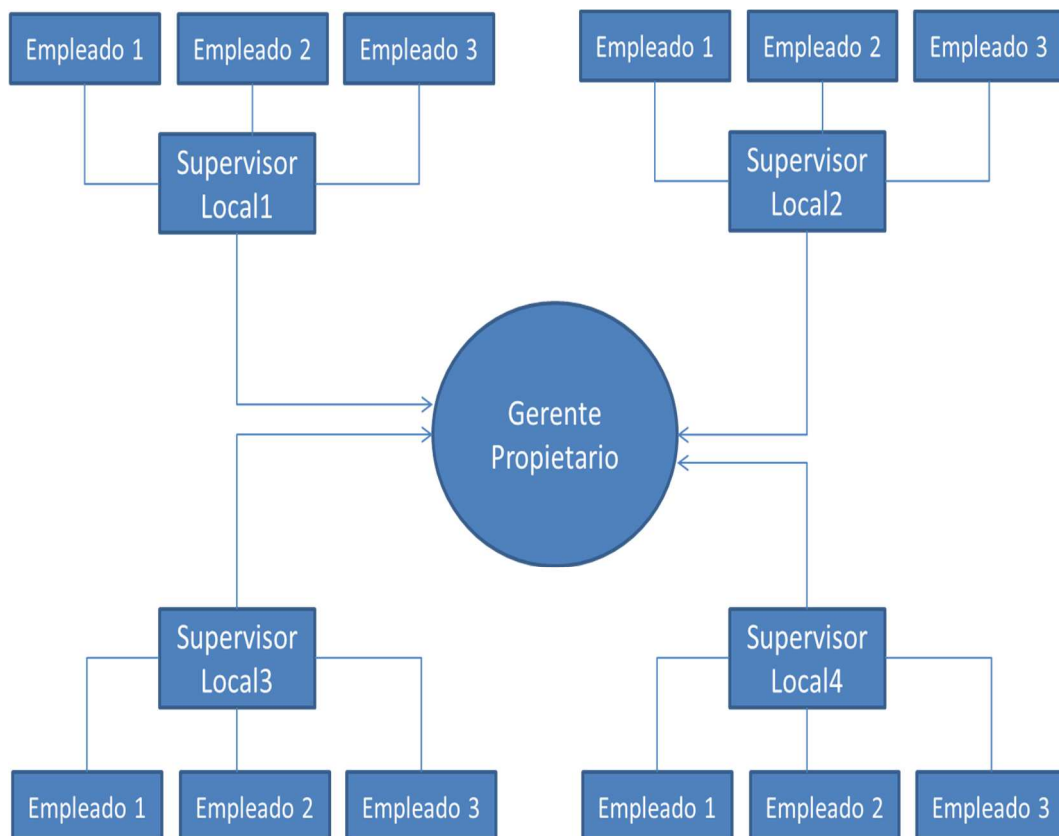 Empleado 1
Empleado 2
Empleado 3
Empleado 1
Empleado 2
Empleado 3
Supervisor
Local1
Supervisor
Local2
Gerente
Propietario
Supervisor
Local3
Supervisor
Local4
Empleado 1
Empleado 2
Empleado 3
Empleado 1
Empleado 2
Empleado 3